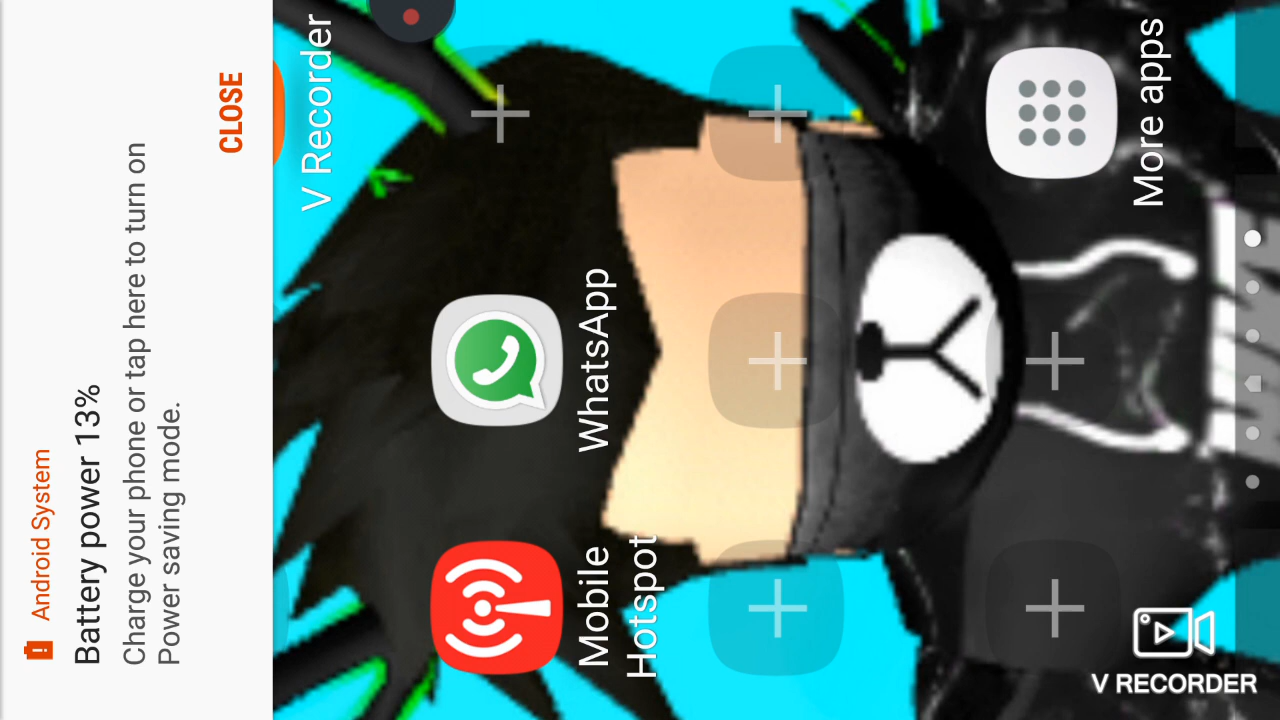 Android System
Battery power 13%
Charge your phone or tap here to turn on
Power saving mode.
CLOSE
V Recorder
WhatsApp
Mobile
Hotspot
More apps
V RECORDER